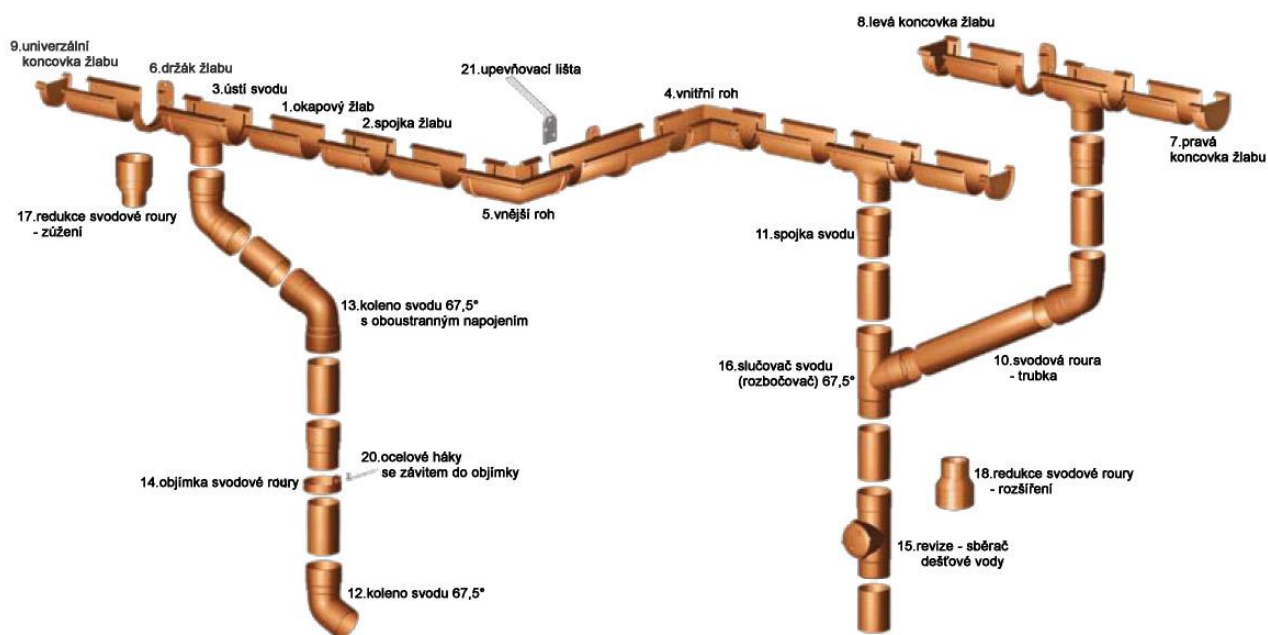 8.levá koncovka žlabu
9.univerzální
koncovka žlabu
6.držák žlabu
21.upevňovací lišta
3.ústí svodu
4.vnitřní roh
1.okapový žlab
2.spojka žlabu
7.pravá
koncovka žlabu
17.redukce svodové roury
- zúžení
5.vnější roh
11.spojka svodu
13.koleno svodu 67,5°
s oboustranným napojením
16.slučovač svodu
(rozbočovač) 67,5°
10.svodová roura
- trubka
20.ocelové háky
se závitem do objímky
14.objímka svodové roury
18.redukce svodové roury
- rozšíření
15.revize - sběrač
dešťové vody
12.koleno svodu 67,5°